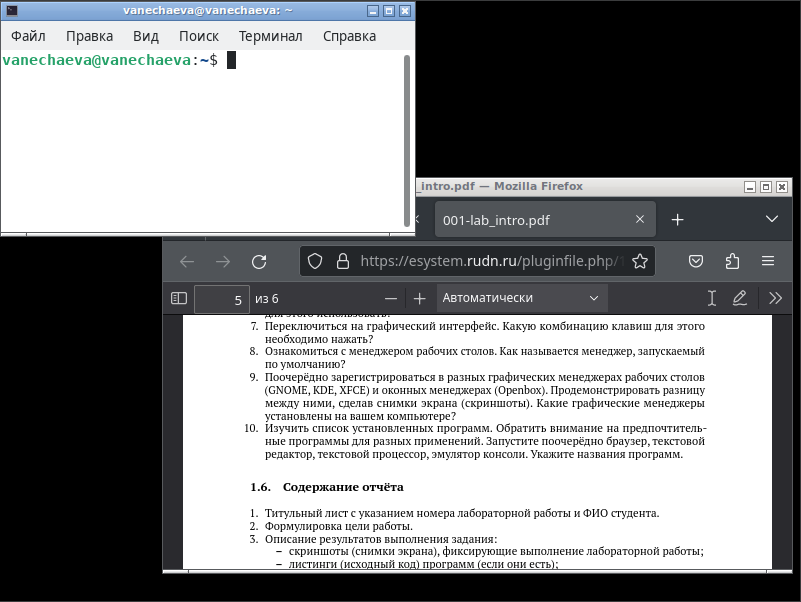 vanechaeva@vanechaeva: ~
Файл Правка Вид Поиск Терминал Справка
vanechaeva@vanechaeva:~$
_intro.pdf — Mozilla Firefox
001-lab_intro.pdf
https://esystem.rudn.ru/pluginfile.php/
5 из 6
Автоматически
для этого использовать?
7. Переключиться на графический интерфейс. Какую комбинацию клавиш для этого
необходимо нажать?
8. Ознакомиться с менеджером рабочих столов. Как называется менеджер, запускаемый
по умолчанию?
9. Поочерёдно зарегистрироваться в разных графических менеджерах рабочих столов
(GNOME, KDE, XFCE) и оконных менеджерах (Openbox). Продемонстрировать разницу
между ними, сделав снимки экрана (скриншоты). Какие графические менеджеры
установлены на вашем компьютере?
10. Изучить список установленных программ. Обратить внимание на предпочтитель-
ные программы для разных применений. Запустите поочерёдно браузер, текстовой
редактор, текстовой процессор, эмулятор консоли. Укажите названия программ.
1.6. Содержание отчёта
1. Титульный лист с указанием номера лабораторной работы и ФИО студента.
2. Формулировка цели работы.
3. Описание результатов выполнения задания:
– скриншоты (снимки экрана), фиксирующие выполнение лабораторной работы;
– листинги (исходный код) программ (если они есть);